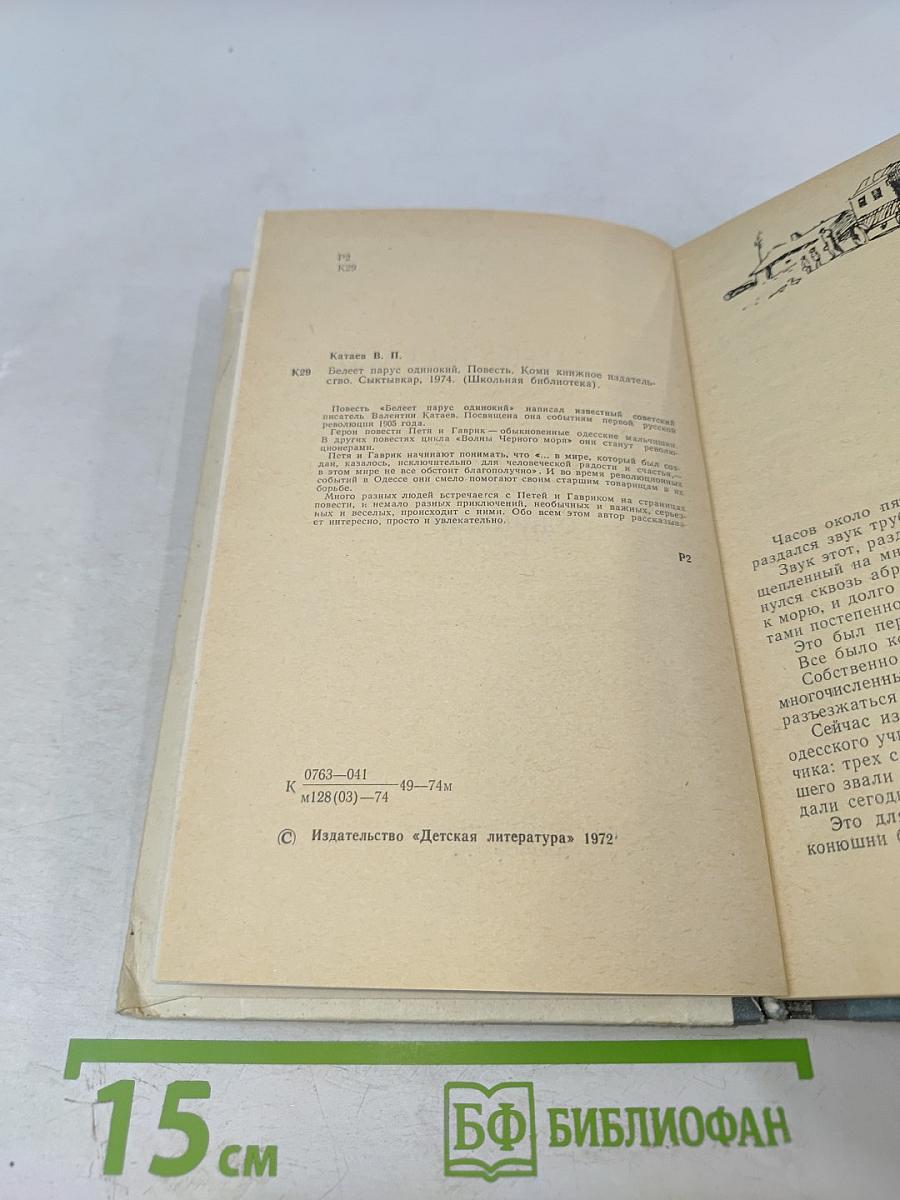 Р2
К29
Катаев В. П.
К29 Белеет парус одинокий, Повесть, Коми книжное издатель-
ство. Сыктывкар, 1974. (Школьная библиотека).
Повесть «Белеет парус одинокий» написал известный советский
писатель Валентин Катаев. Посвящена она событиям первой русской
революции 1905 года.
Герои повести Петя и Гаврик — обыкновенные одесские мальчишки.
В других повестях цикла «Волны Черного моря» они станут револю-
ционерами.
Петя и Гаврик начинают понимать, что «... в мире, который был соз-
дан, казалось, исключительно для человеческой радости и счастья,—
в этом мире не все обстоит благополучно». И во время революционных
событий в Одессе они смело помогают своим старшим товарищам в их
борьбе.
Много разных людей встречается с Петей и Гавриком на страницах
повести, и немало разных приключений, необычных и важных, серьез-
ных и веселых, происходит с ними. Обо всем этом автор рассказыва-
ет интересно, просто и увлекательно.
Р2
К 0763—041
м128(03)—74 49—74м
© Издательство «Детская литература» 1972
Часов около пя
раздался звук тру
Звук этот, разд
щепленный на мн
нулся сквозь абр
к морю, и долго
тами постепенно
Это был пер
Все было ко
Собственно
многочисленны
разъезжаться
Сейчас из
одесского учи
чика: трех с
шего звали
дали сегодн
Это для
конюшни б
15 см
БФ БИБЛИОФАН